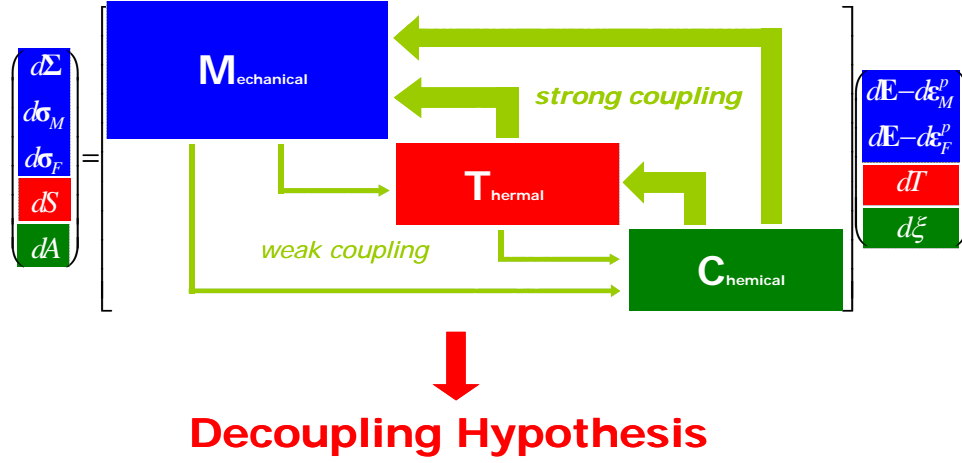 dΣ
dσ_M
dσ_F
dS
dA
=
Mechanical
strong coupling
Thermal
weak coupling
Chemical
dE−dε^p_M
dE−dε^p_F
dT
dξ
Decoupling Hypothesis